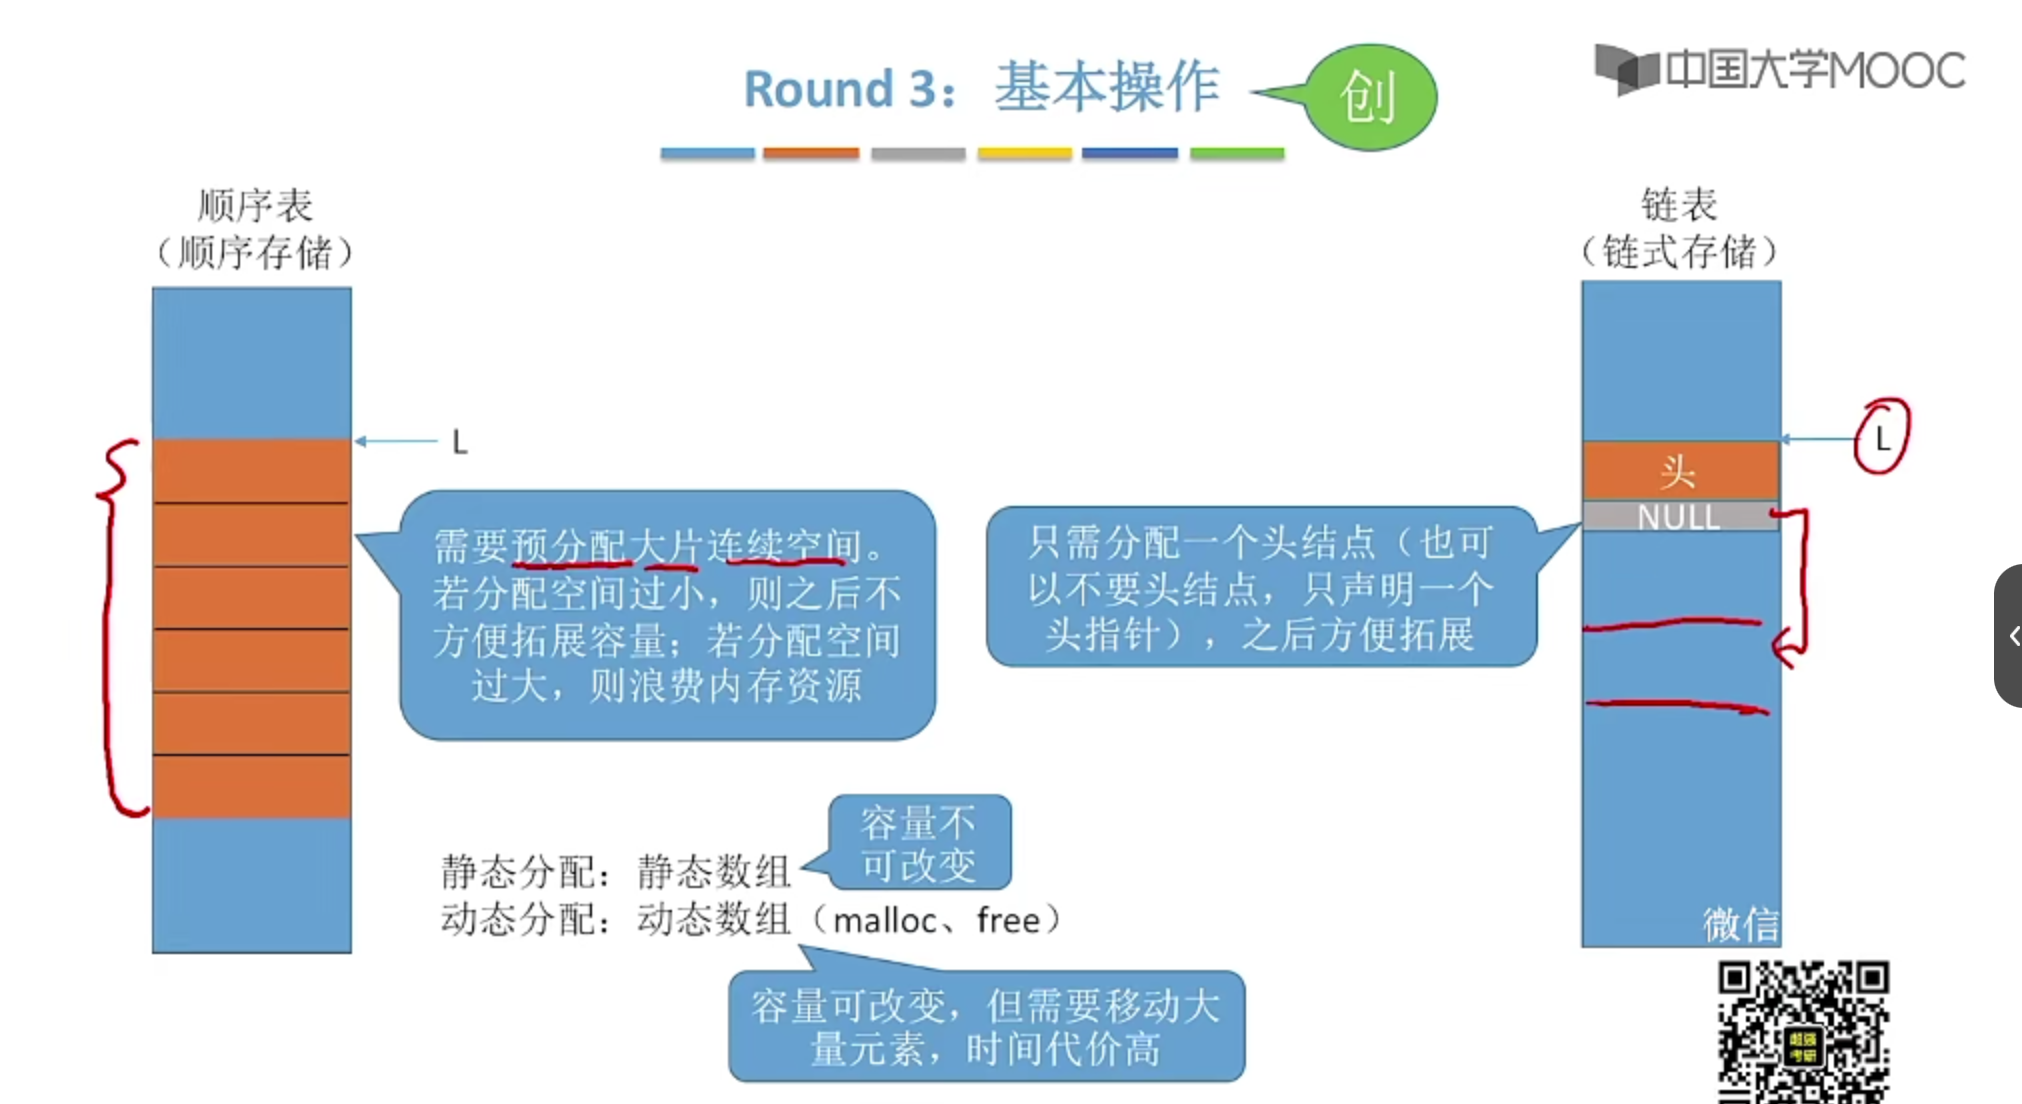 Round 3：基本操作
创
中国大学MOOC
顺序表
（顺序存储）
L
需要预分配大片连续空间。
若分配空间过小，则之后不
方便拓展容量；若分配空间
过大，则浪费内存资源
链表
（链式存储）
L
头
NULL
只需分配一个头结点（也可
以不要头结点，只声明一个
头指针），之后方便拓展
静态分配：静态数组
容量不
可改变
动态分配：动态数组（malloc、free）
容量可改变，但需要移动大
量元素，时间代价高
微信